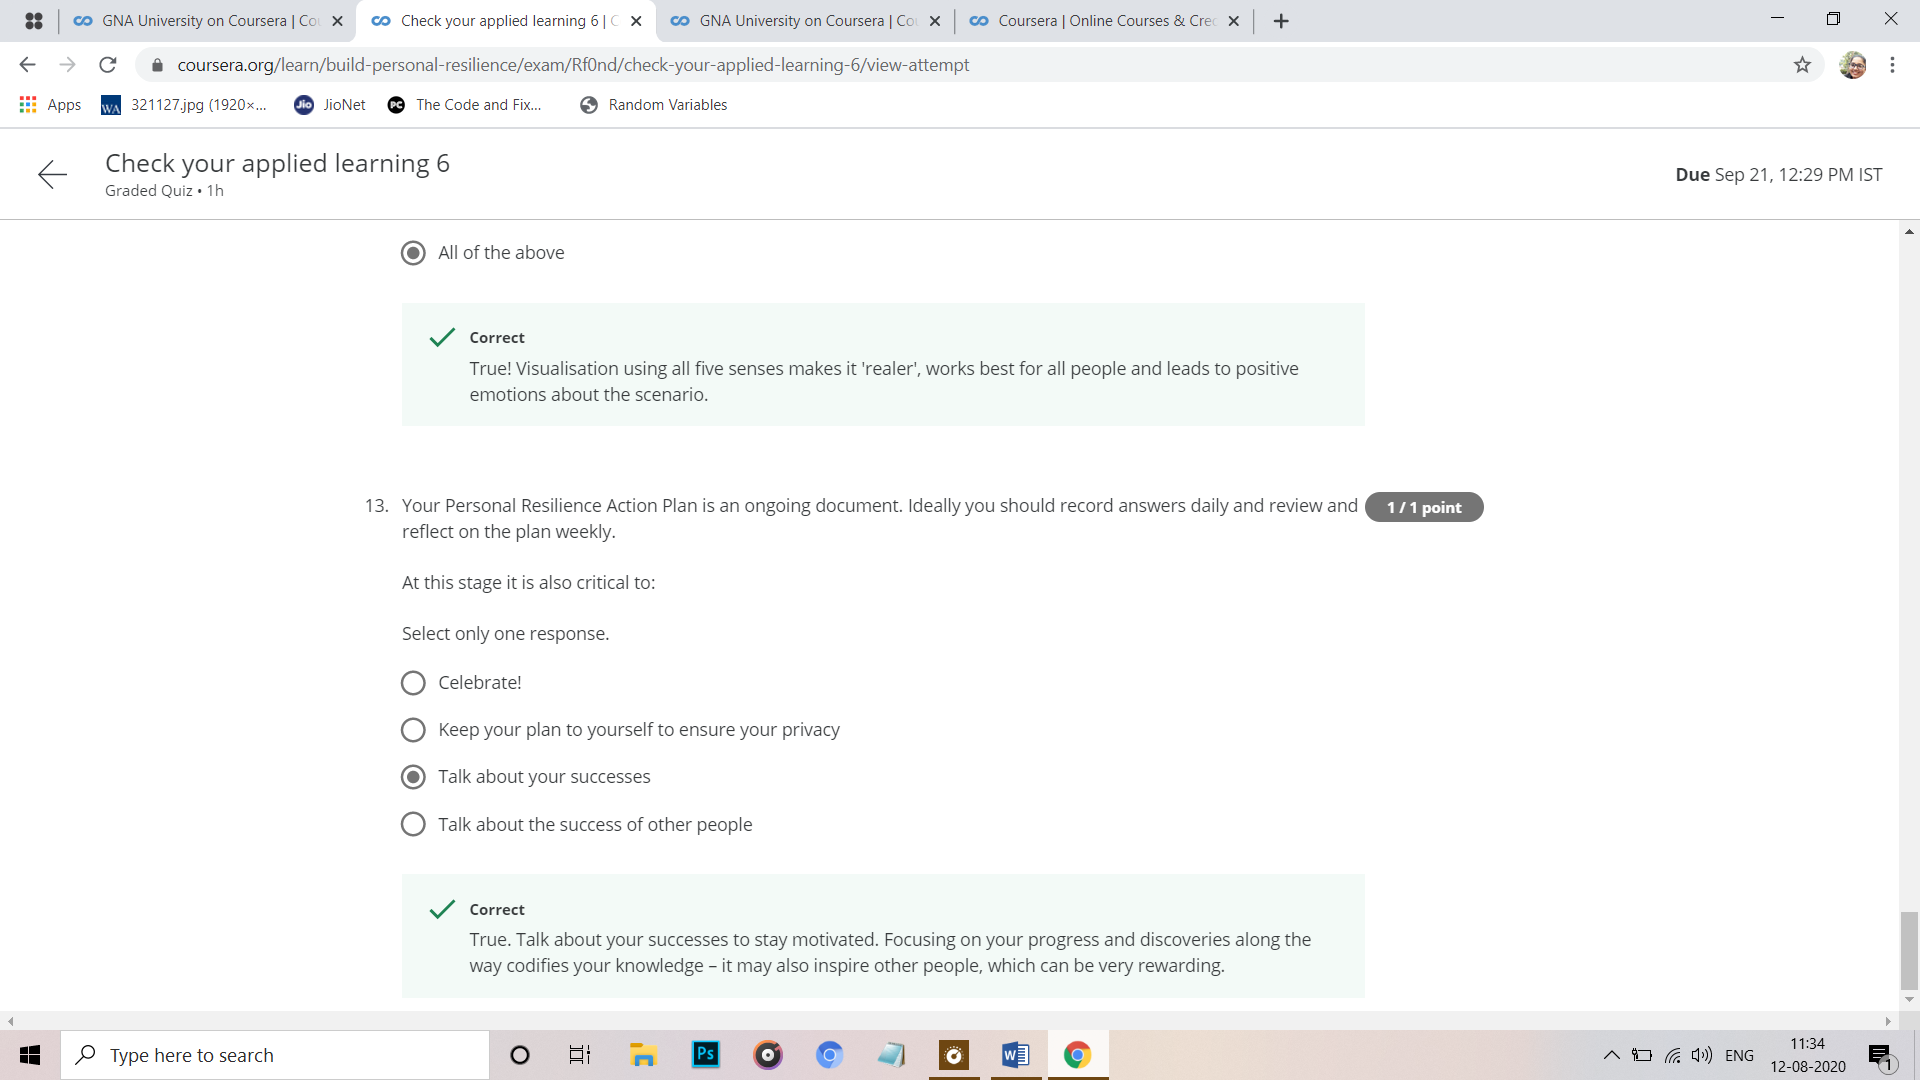 GNA University on Coursera | Cou
Check your applied learning 6 | C
GNA University on Coursera | Cou
Coursera | Online Courses & Cred
coursera.org/learn/build-personal-resilience/exam/Rf0nd/check-your-applied-learning-6/view-attempt
Apps
WA
321127.jpg (1920×...
Jio
JioNet
PC
The Code and Fix...
Random Variables
Check your applied learning 6
Graded Quiz • 1h
Due Sep 21, 12:29 PM IST
All of the above
Correct
True! Visualisation using all five senses makes it 'realer', works best for all people and leads to positive
emotions about the scenario.
13. Your Personal Resilience Action Plan is an ongoing document. Ideally you should record answers daily and review and
reflect on the plan weekly.
1 / 1 point
At this stage it is also critical to:
Select only one response.
Celebrate!
Keep your plan to yourself to ensure your privacy
Talk about your successes
Talk about the success of other people
Correct
True. Talk about your successes to stay motivated. Focusing on your progress and discoveries along the
way codifies your knowledge – it may also inspire other people, which can be very rewarding.
Type here to search
Ps
W
ENG
11:34
12-08-2020
1